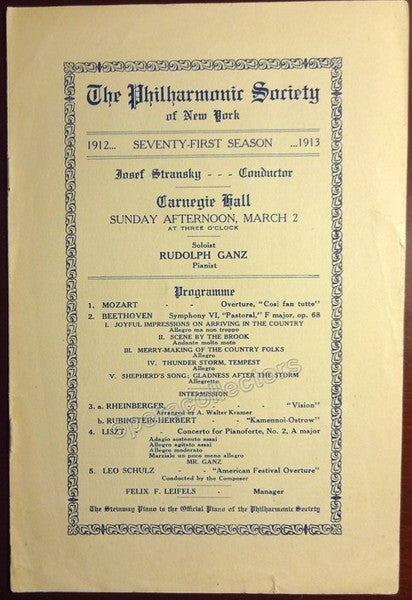 The Philharmonic Society
of New York
1912... SEVENTY-FIRST SEASON ...1913
Josef Stransky - - - Conductor
Carnegie Hall
SUNDAY AFTERNOON, MARCH 2
AT THREE O'CLOCK
Soloist
RUDOLPH GANZ
Pianist
Programme
1. MOZART - - Overture, "Cosi fan tutte"
2. BEETHOVEN Symphony VI, "Pastoral," F major, op. 68
I. JOYFUL IMPRESSIONS ON ARRIVING IN THE COUNTRY
Allegro ma non troppo
II. SCENE BY THE BROOK
Andante molto moto
III. MERRY-MAKING OF THE COUNTRY FOLKS
Allegro
IV. THUNDER STORM, TEMPEST
Allegro
V. SHEPHERD'S SONG; GLADNESS AFTER THE STORM
Allegretto
INTERMISSION
3. a. RHEINBERGER, - - "Vision"
Arranged by A. Walter Kramer
b. RUBINSTEIN-HERBERT - "Kamennoi-Ostrow"
4. LISZT - Concerto for Pianoforte, No. 2, A major
Adagio sostenuto assai
Allegro agitato assai
Allegro moderato
Marziale un poco meno allegro
MR. GANZ
5. LEO SCHULZ - "American Festival Overture"
Conducted by the Composer
FELIX F. LEIFELS - Manager
The Steinway Piano is the Official Piano of the Philharmonic Society